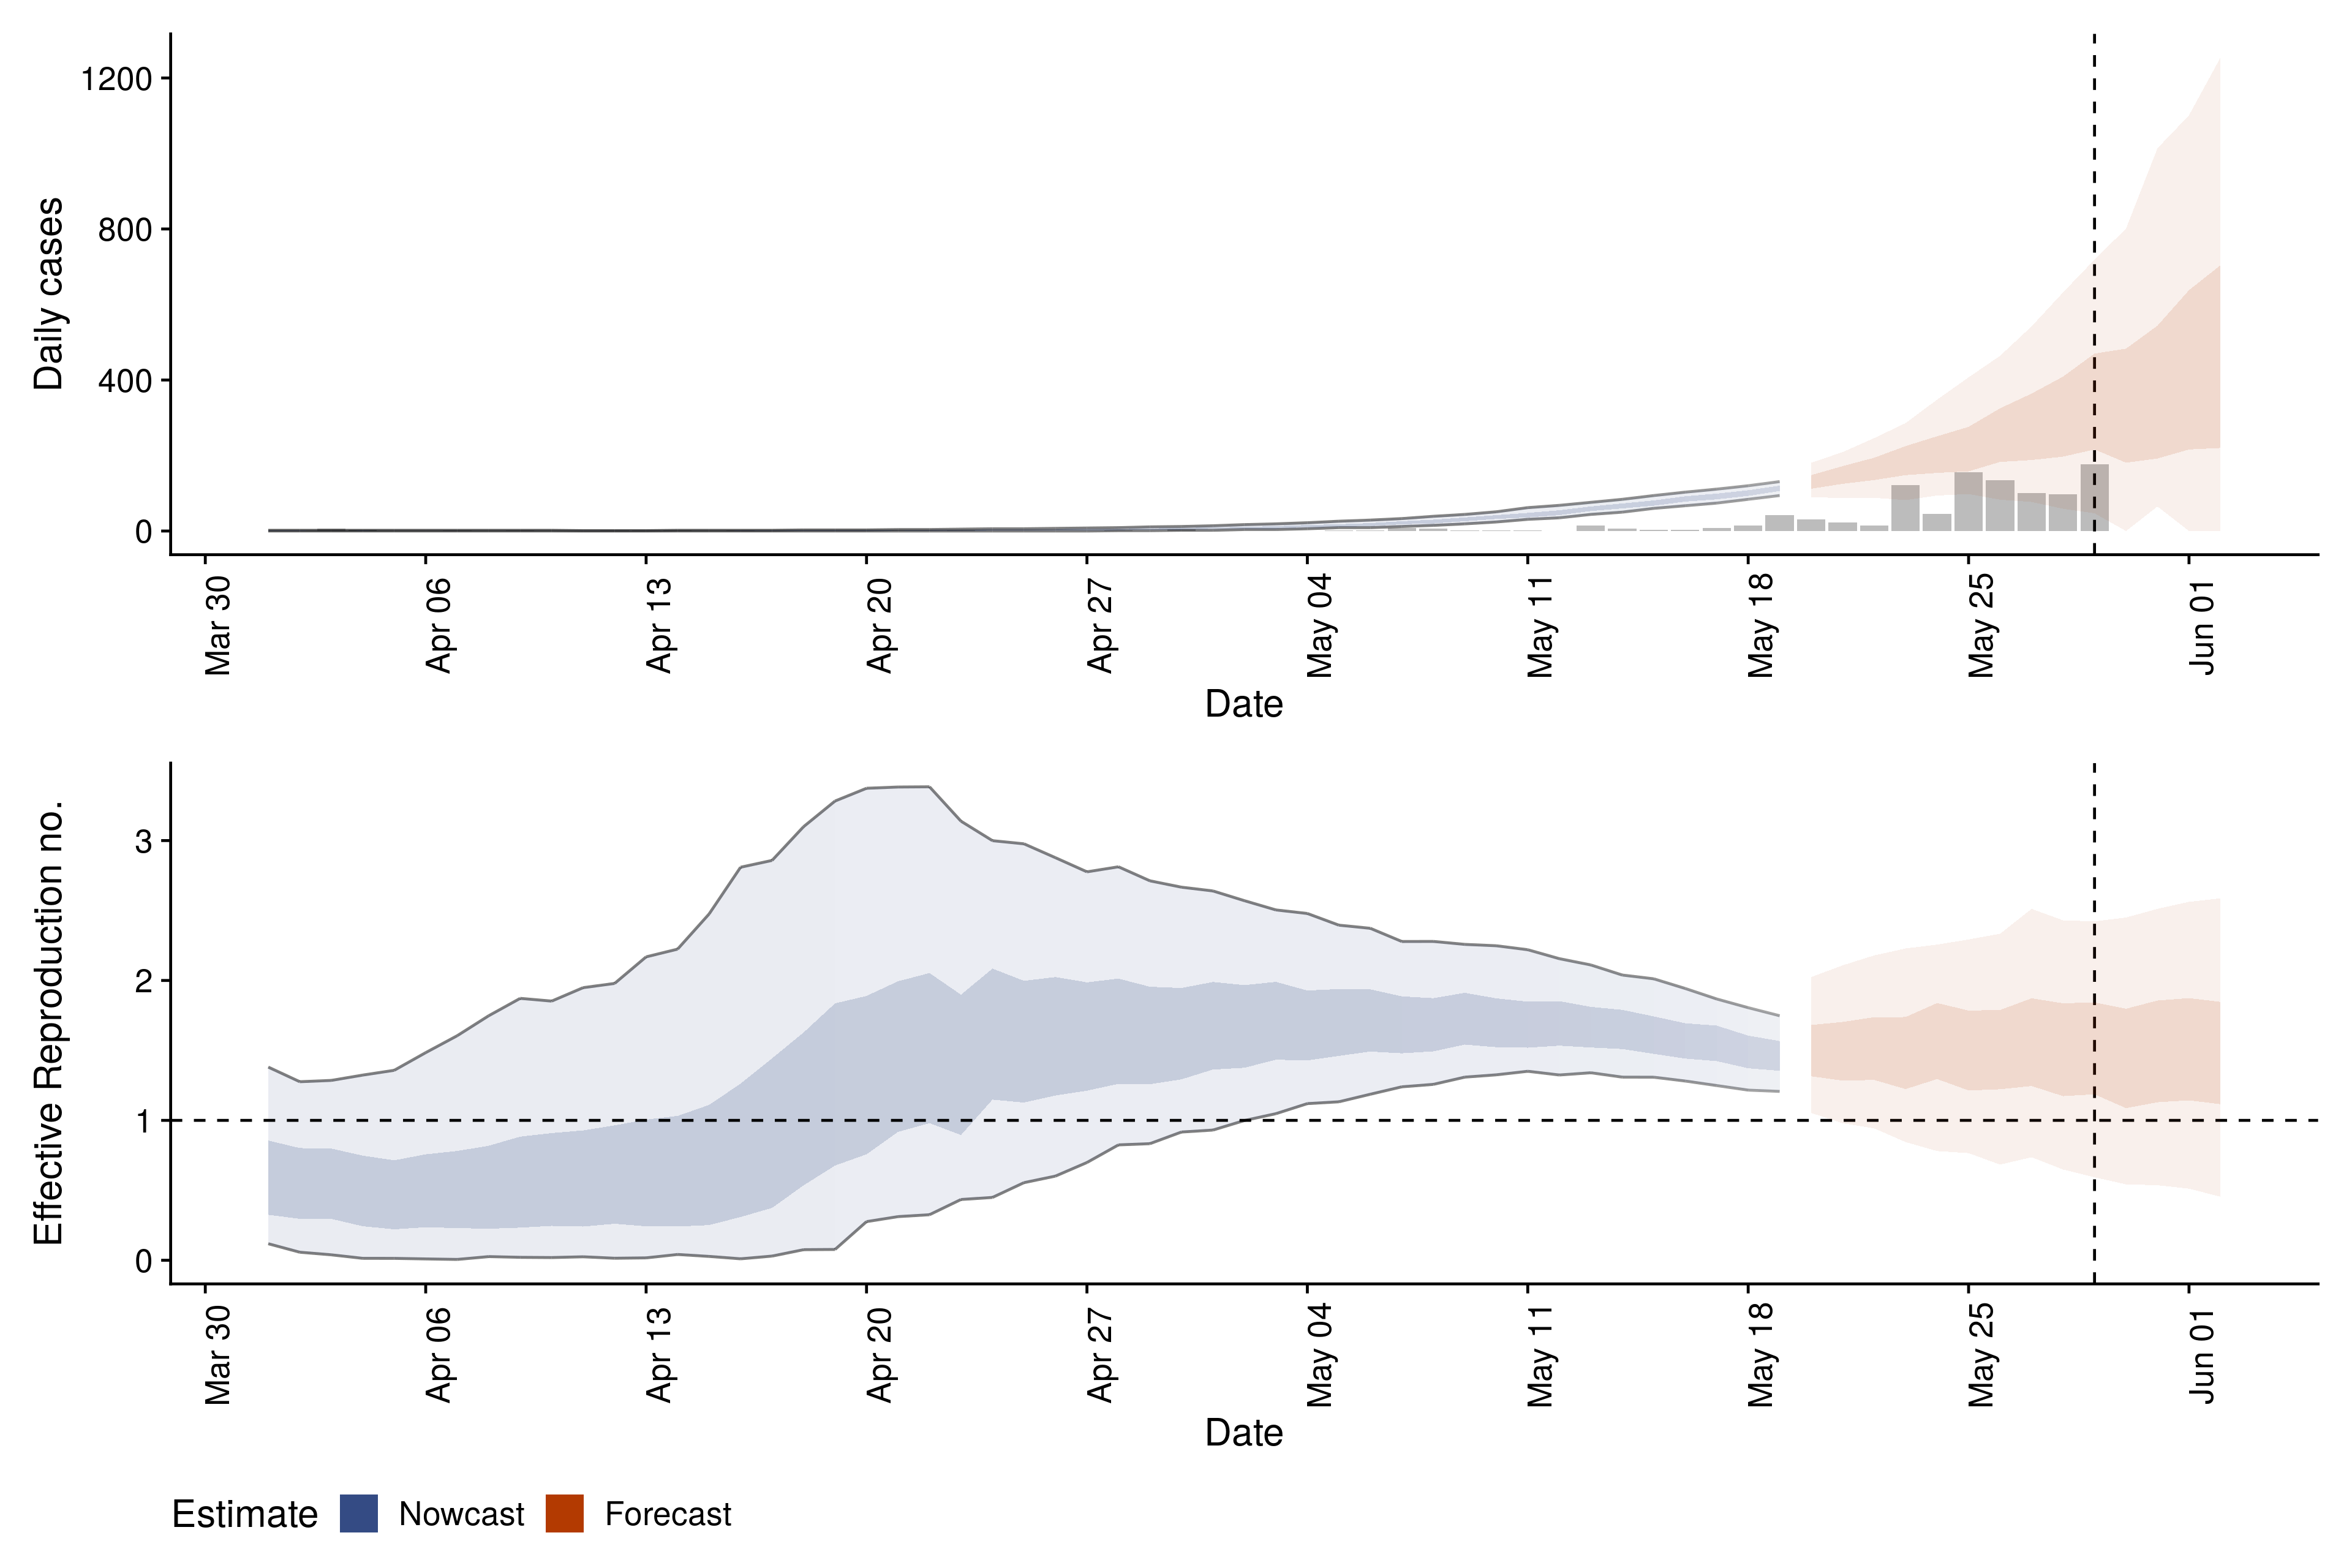 Daily cases
1200
800
400
0
Mar 30
Apr 06
Apr 13
Apr 20
Apr 27
May 04
May 11
May 18
May 25
Jun 01
Date
Effective Reproduction no.
3
2
1
0
Mar 30
Apr 06
Apr 13
Apr 20
Apr 27
May 04
May 11
May 18
May 25
Jun 01
Date
Estimate Nowcast Forecast